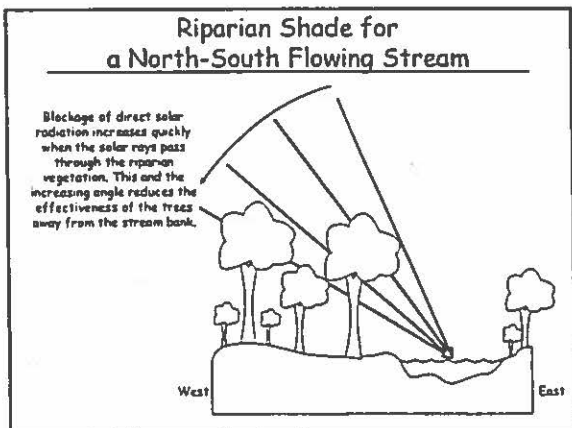 Riparian Shade for
a North-South Flowing Stream
Blockage of direct solar
radiation increases quickly
when the solar rays pass
through the riparian
vegetation. This and the
increasing angle reduces the
effectiveness of the trees
away from the stream bank.
West
East